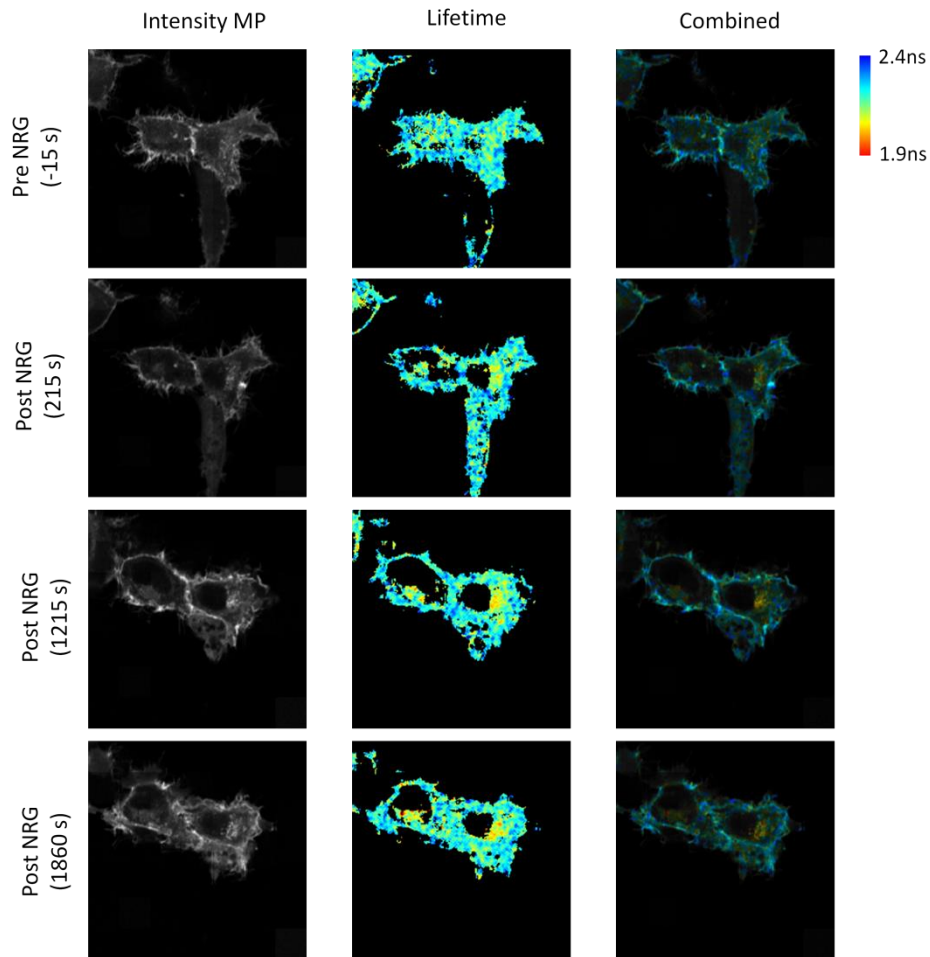 Intensity MP
Lifetime
Combined
2.4ns
1.9ns
Pre NRG
(-15 s)
Post NRG
(215 s)
Post NRG
(1215 s)
Post NRG
(1860 s)